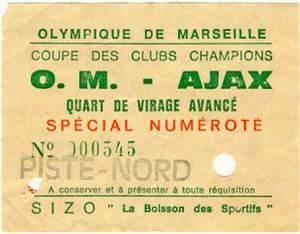 OLYMPIQUE DE MARSEILLE
COUPE DES CLUBS CHAMPIONS
O. M. - AJAX
QUART DE VIRAGE AVANCÉ
SPÉCIAL NUMÉROTÉ
No 000545
PISTE-NORD
A conserver et à présenter à toute réquisition
SIZO "La Boisson des Sportifs"